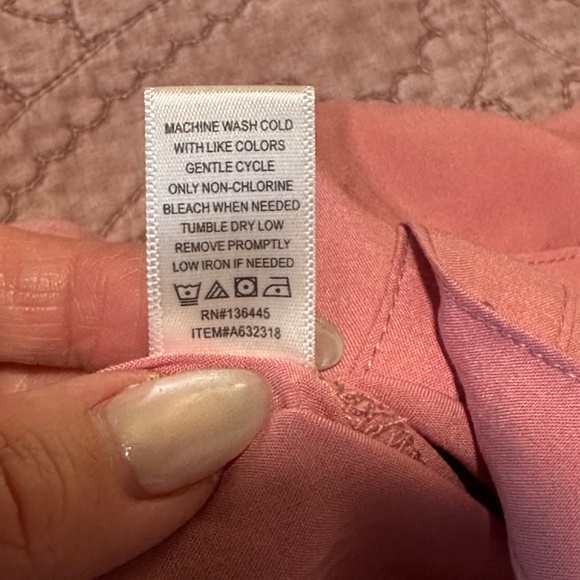 MACHINE WASH COLD
WITH LIKE COLORS
GENTLE CYCLE
ONLY NON-CHLORINE
BLEACH WHEN NEEDED
TUMBLE DRY LOW
REMOVE PROMPTLY
LOW IRON IF NEEDED
RN#136445
ITEM#A632318